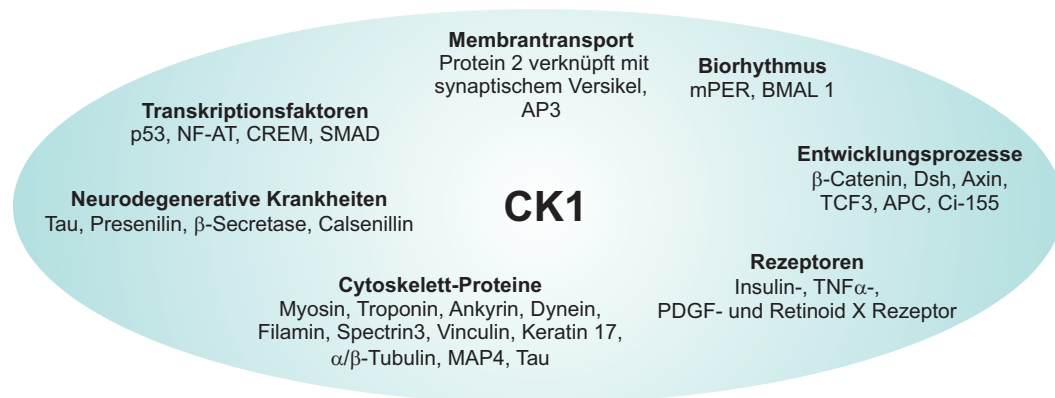 Membrantransport
Protein 2 verknüpft mit
synaptischem Versikel,
AP3
Biorhythmus
mPER, BMAL 1
Transkriptionsfaktoren
p53, NF-AT, CREM, SMAD
Entwicklungsprozesse
β-Catenin, Dsh, Axin,
TCF3, APC, Ci-155
Neurodegenerative Krankheiten
Tau, Presenilin, β-Secretase, Calsenillin
CK1
Rezeptoren
Insulin-, TNFα-,
PDGF- und Retinoid X Rezeptor
Cytoskelett-Proteine
Myosin, Troponin, Ankyrin, Dynein,
Filamin, Spectrin3, Vinculin, Keratin 17,
α/β-Tubulin, MAP4, Tau